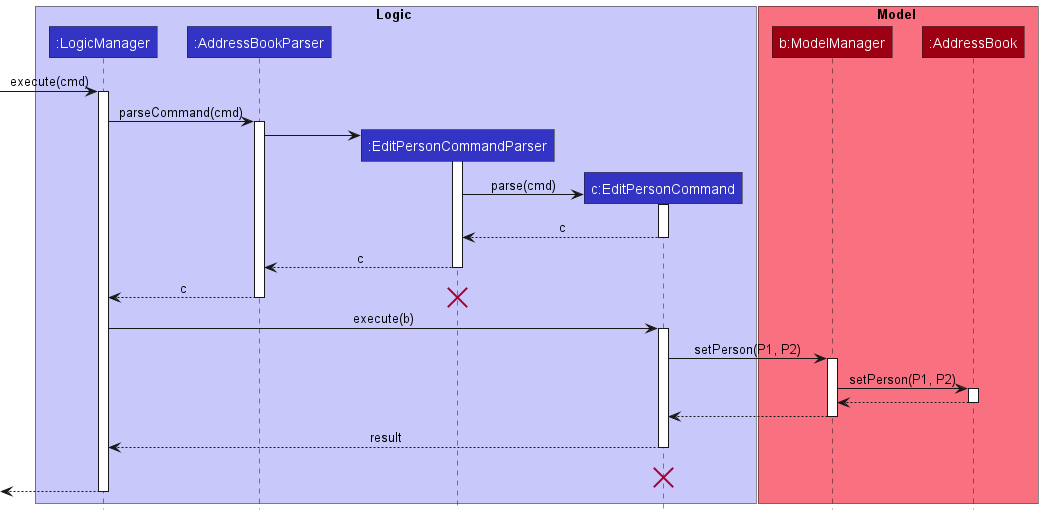 Logic
Model
:LogicManager
:AddressBookParser
b:ModelManager
:AddressBook
execute(cmd)
parseCommand(cmd)
:EditPersonCommandParser
parse(cmd)
c:EditPersonCommand
c
c
c
execute(b)
setPerson(P1, P2)
setPerson(P1, P2)
result